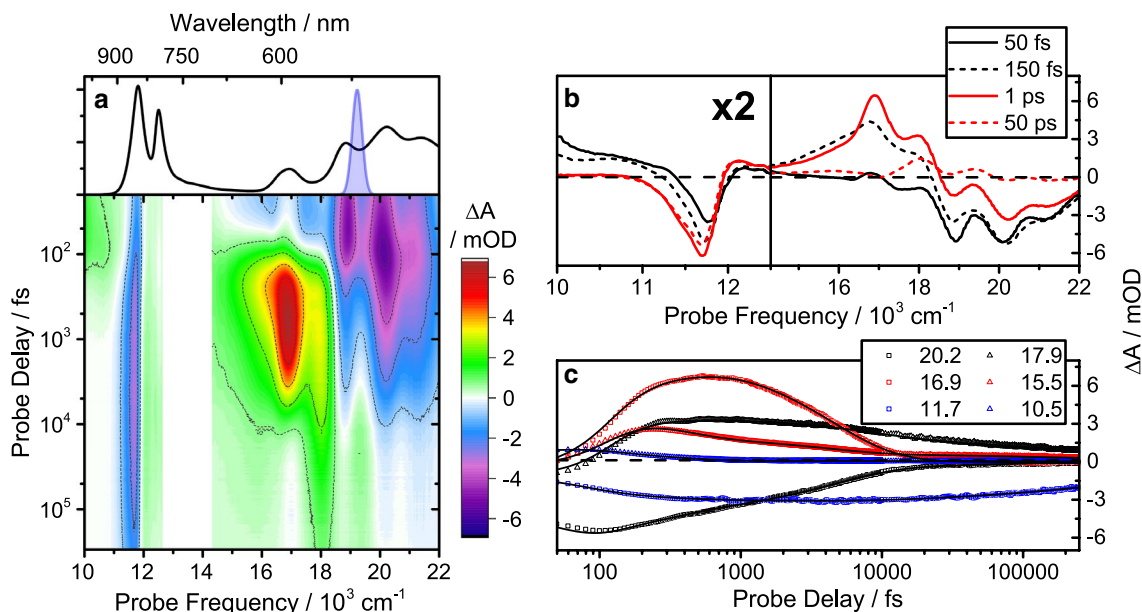 Wavelength / nm
900 750 600
a
10² 10³ 10⁴ 10⁵
Probe Delay / fs
10 12 14 16 18 20 22
Probe Frequency / 10³ cm⁻¹
ΔA
/ mOD
6
4
2
0
-2
-4
-6
b
x2
50 fs
150 fs
1 ps
50 ps
6
3
0
-3
-6
10 11 12 14 16 18 20 22
Probe Frequency / 10³ cm⁻¹
ΔA / mOD
c
20.2 17.9
16.9 15.5
11.7 10.5
6
3
0
-3
-6
100 1000 10000 100000
Probe Delay / fs